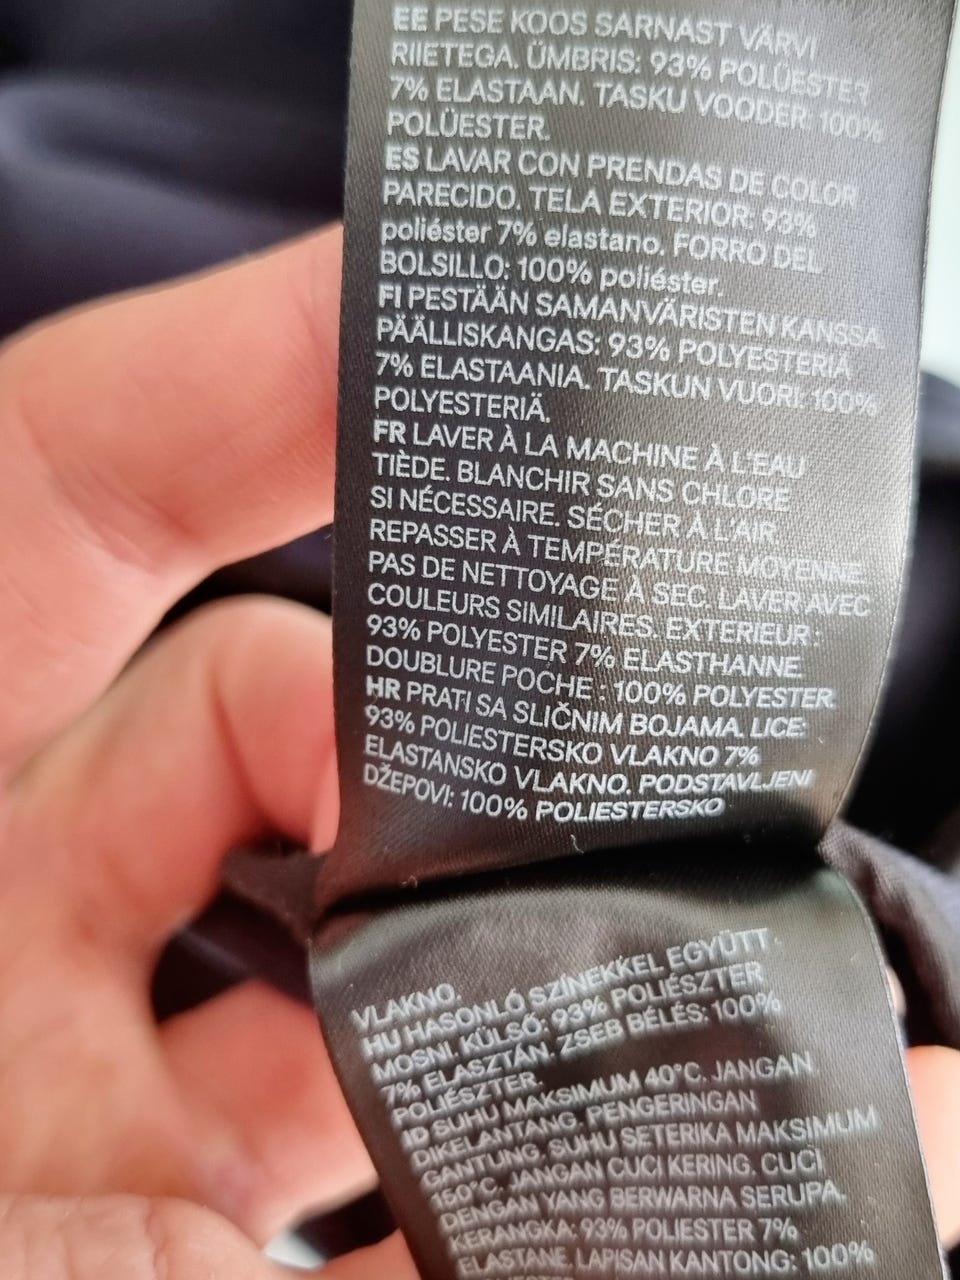 EE PESE KOOS SARNAST VÄRVI
RIIETEGA. ÜMBRIS: 93% POLÜESTER
7% ELASTAAN. TASKU VOODER: 100%
POLÜESTER.
ES LAVAR CON PRENDAS DE COLOR
PARECIDO. TELA EXTERIOR: 93%
poliéster 7% elastano. FORRO DEL
BOLSILLO: 100% poliéster.
FI PESTÄÄN SAMANVÄRISTEN KANSSA
PÄÄLLISKANGAS: 93% POLYESTERIÄ
7% ELASTAANIA. TASKUN VUORI: 100%
POLYESTERIÄ.
FR LAVER À LA MACHINE À L'EAU
TIÈDE. BLANCHIR SANS CHLORE
SI NÉCESSAIRE. SÉCHER À L'AIR.
REPASSER À TEMPÉRATURE MOYENNE
PAS DE NETTOYAGE À SEC. LAVER AVEC
COULEURS SIMILAIRES. EXTERIEUR :
93% POLYESTER 7% ELASTHANNE.
DOUBLURE POCHE : 100% POLYESTER.
HR PRATI SA SLIČNIM BOJAMA. LICE:
93% POLIESTERSKO VLAKNO 7%
ELASTANSKO VLAKNO. PODSTAVLJENI
DŽEPOVI: 100% POLIESTERSKO
VLAKNO.
HU HASONLÓ SZÍNEKKEL EGYÜTT
MOSNI. KÜLSŐ: 93% POLIÉSZTER
7% ELASZTÁN. ZSEB BÉLÉS: 100%
POLIÉSZTER.
ID SUHU MAKSIMUM 40°C. JANGAN
DIKELANTANG. PENGERINGAN
GANTUNG. SUHU SETERIKA MAKSIMUM
150°C. JANGAN CUCI KERING. CUCI
DENGAN YANG BERWARNA SERUPA.
KERANGKA: 93% POLIESTER 7%
ELASTANE. LAPISAN KANTONG: 100%